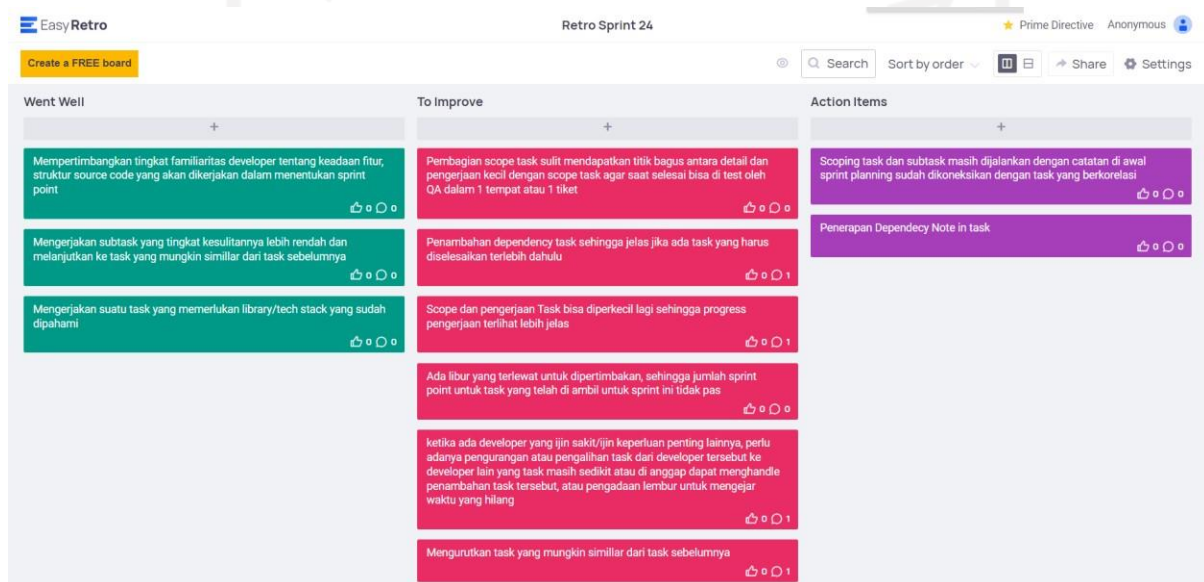 EasyRetro
Retro Sprint 24
Prime Directive
Anonymous
Create a FREE board
Search
Sort by order
Share
Settings
Went Well
+
Mempertimbangkan tingkat familiaritas developer tentang keadaan fitur,
struktur source code yang akan dikerjakan dalam menentukan sprint
point
0 0
Mengerjakan subtask yang tingkat kesulitannya lebih rendah dan
melanjutkan ke task yang mungkin simillar dari task sebelumnya
0 0
Mengerjakan suatu task yang memerlukan library/tech stack yang sudah
dipahami
0 0
To Improve
+
Pembagian scope task sulit mendapatkan titik bagus antara detail dan
pengerjaan kecil dengan scope task agar saat selesai bisa di test oleh
QA dalam 1 tempat atau 1 tiket
0 0
Penambahan dependency task sehingga jelas jika ada task yang harus
diselesaikan terlebih dahulu
0 1
Scope dan pengerjaan Task bisa diperkecil lagi sehingga progress
pengerjaan terlihat lebih jelas
0 1
Ada libur yang terlewat untuk dipertimbakan, sehingga jumlah sprint
point untuk task yang telah di ambil untuk sprint ini tidak pas
0 0
ketika ada developer yang ijin sakit/ijin keperluan penting lainnya, perlu
adanya pengurangan atau pengalihan task dari developer tersebut ke
developer lain yang task masih sedikit atau di anggap dapat menghandle
penambahan task tersebut, atau pengadaan lembur untuk mengejar
waktu yang hilang
0 1
Mengurutkan task yang mungkin simillar dari task sebelumnya
0 1
Action Items
+
Scoping task dan subtask masih dijalankan dengan catatan di awal
sprint planning sudah dikoneksikan dengan task yang berkorelasi
0 0
Penerapan Dependecy Note in task
0 0